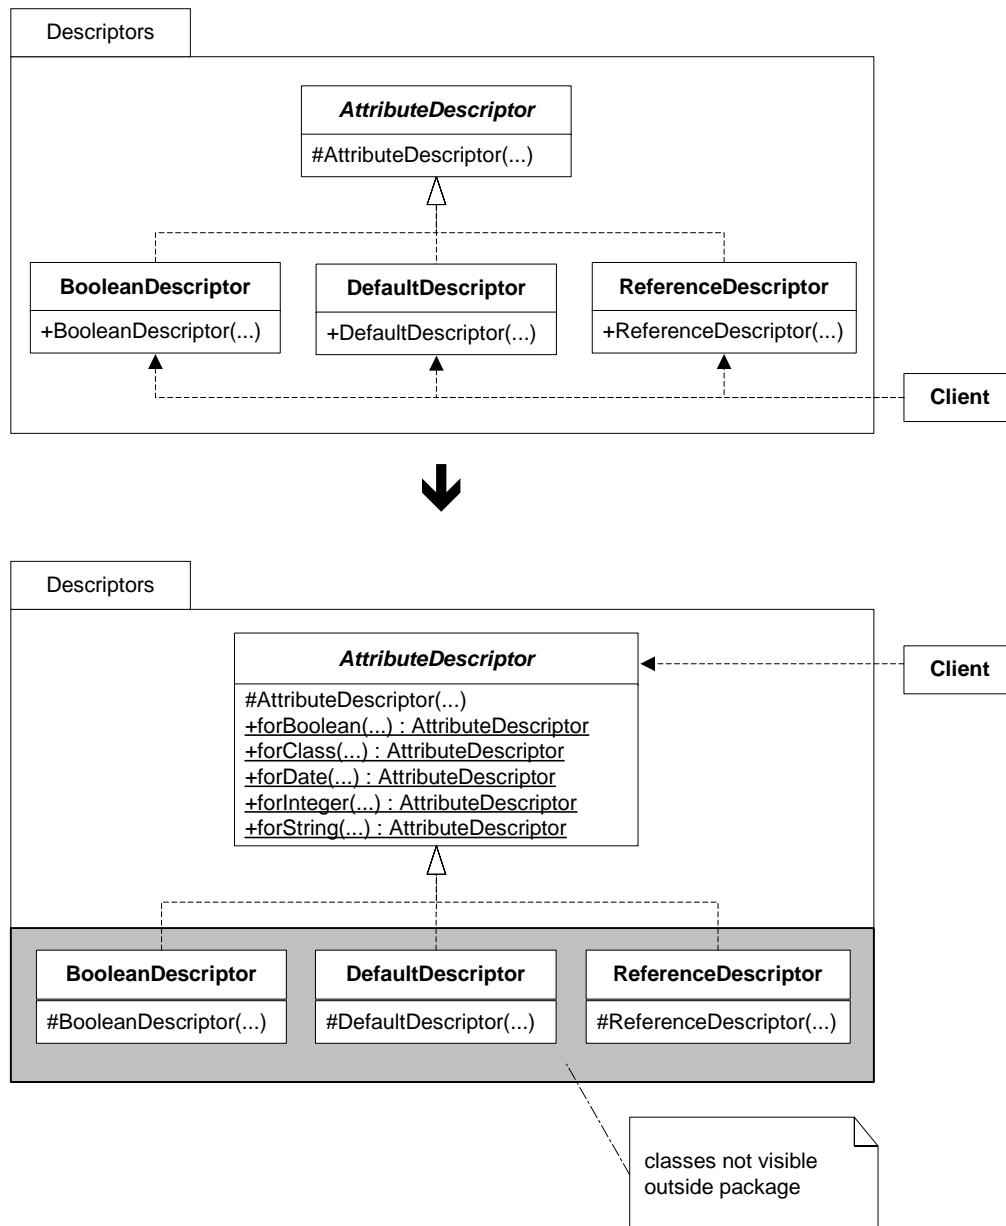 Descriptors
AttributeDescriptor
#AttributeDescriptor(...)
BooleanDescriptor
+BooleanDescriptor(...)
DefaultDescriptor
+DefaultDescriptor(...)
ReferenceDescriptor
+ReferenceDescriptor(...)
Client
Descriptors
AttributeDescriptor
#AttributeDescriptor(...)
+forBoolean(...) : AttributeDescriptor
+forClass(...) : AttributeDescriptor
+forDate(...) : AttributeDescriptor
+forInteger(...) : AttributeDescriptor
+forString(...) : AttributeDescriptor
Client
BooleanDescriptor
#BooleanDescriptor(...)
DefaultDescriptor
#DefaultDescriptor(...)
ReferenceDescriptor
#ReferenceDescriptor(...)
classes not visible
outside package